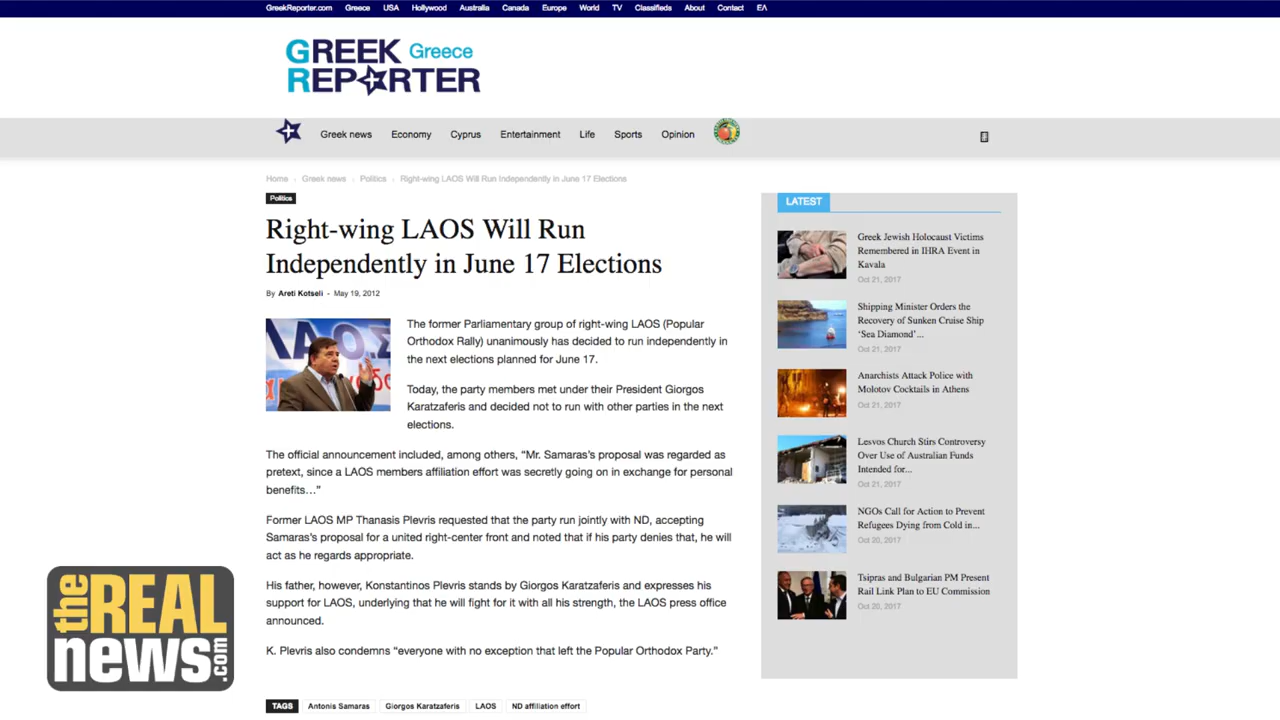 GreekReporter.com Greece USA Hollywood Australia Canada Europe World TV Classifieds About Contact ΕΛ
GREEK Greece
REPORTER
Greek news Economy Cyprus Entertainment Life Sports Opinion
Home › Greek news › Politics › Right-wing LAOS Will Run Independently in June 17 Elections
Politics
Right-wing LAOS Will Run
Independently in June 17 Elections
By Areti Kotseli - May 19, 2012
ΛΑΟΣ
The former Parliamentary group of right-wing LAOS (Popular
Orthodox Rally) unanimously has decided to run independently in
the next elections planned for June 17.
Today, the party members met under their President Giorgos
Karatzaferis and decided not to run with other parties in the next
elections.
The official announcement included, among others, “Mr. Samaras’s proposal was regarded as
pretext, since a LAOS members affiliation effort was secretly going on in exchange for personal
benefits…”
Former LAOS MP Thanasis Plevris requested that the party run jointly with ND, accepting
Samaras’s proposal for a united right-center front and noted that if his party denies that, he will
act as he regards appropriate.
His father, however, Konstantinos Plevris stands by Giorgos Karatzaferis and expresses his
support for LAOS, underlying that he will fight for it with all his strength, the LAOS press office
announced.
K. Plevris also condemns “everyone with no exception that left the Popular Orthodox Party.”
TAGS Antonis Samaras Giorgos Karatzaferis LAOS ND affiliation effort
LATEST
Greek Jewish Holocaust Victims
Remembered in IHRA Event in
Kavala
Oct 21, 2017
Shipping Minister Orders the
Recovery of Sunken Cruise Ship
‘Sea Diamond’...
Oct 21, 2017
Anarchists Attack Police with
Molotov Cocktails in Athens
Oct 21, 2017
Lesvos Church Stirs Controversy
Over Use of Australian Funds
Intended for...
Oct 21, 2017
NGOs Call for Action to Prevent
Refugees Dying from Cold in...
Oct 20, 2017
Tsipras and Bulgarian PM Present
Rail Link Plan to EU Commission
Oct 20, 2017
the REAL
news.com